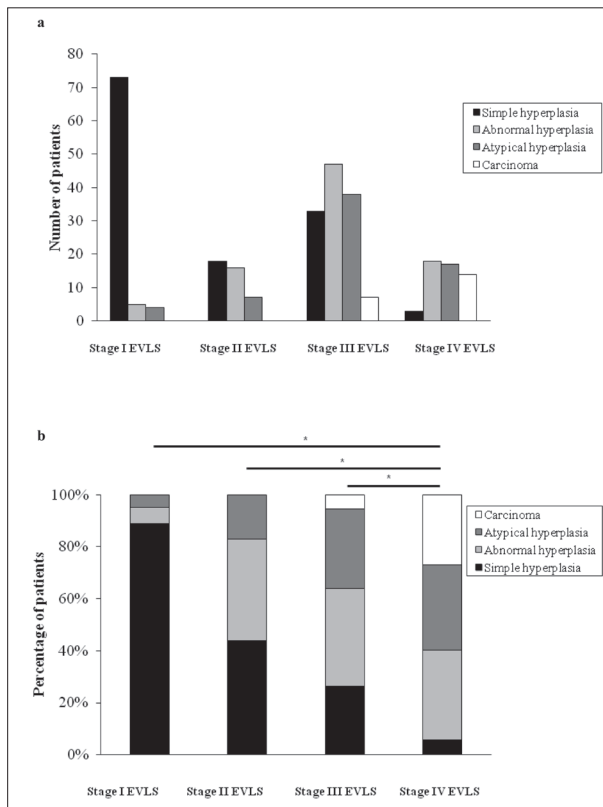 a
80
70
60
50
40
30
20
10
0
Number of patients
Simple hyperplasia
Abnormal hyperplasia
Atypical hyperplasia
Carcinoma
Stage I EVLS Stage II EVLS Stage III EVLS Stage IV EVLS
b
*
*
*
100%
80%
60%
40%
20%
0%
Percentage of patients
Carcinoma
Atypical hyperplasia
Abnormal hyperplasia
Simple hyperplasia
Stage I EVLS Stage II EVLS Stage III EVLS Stage IV EVLS